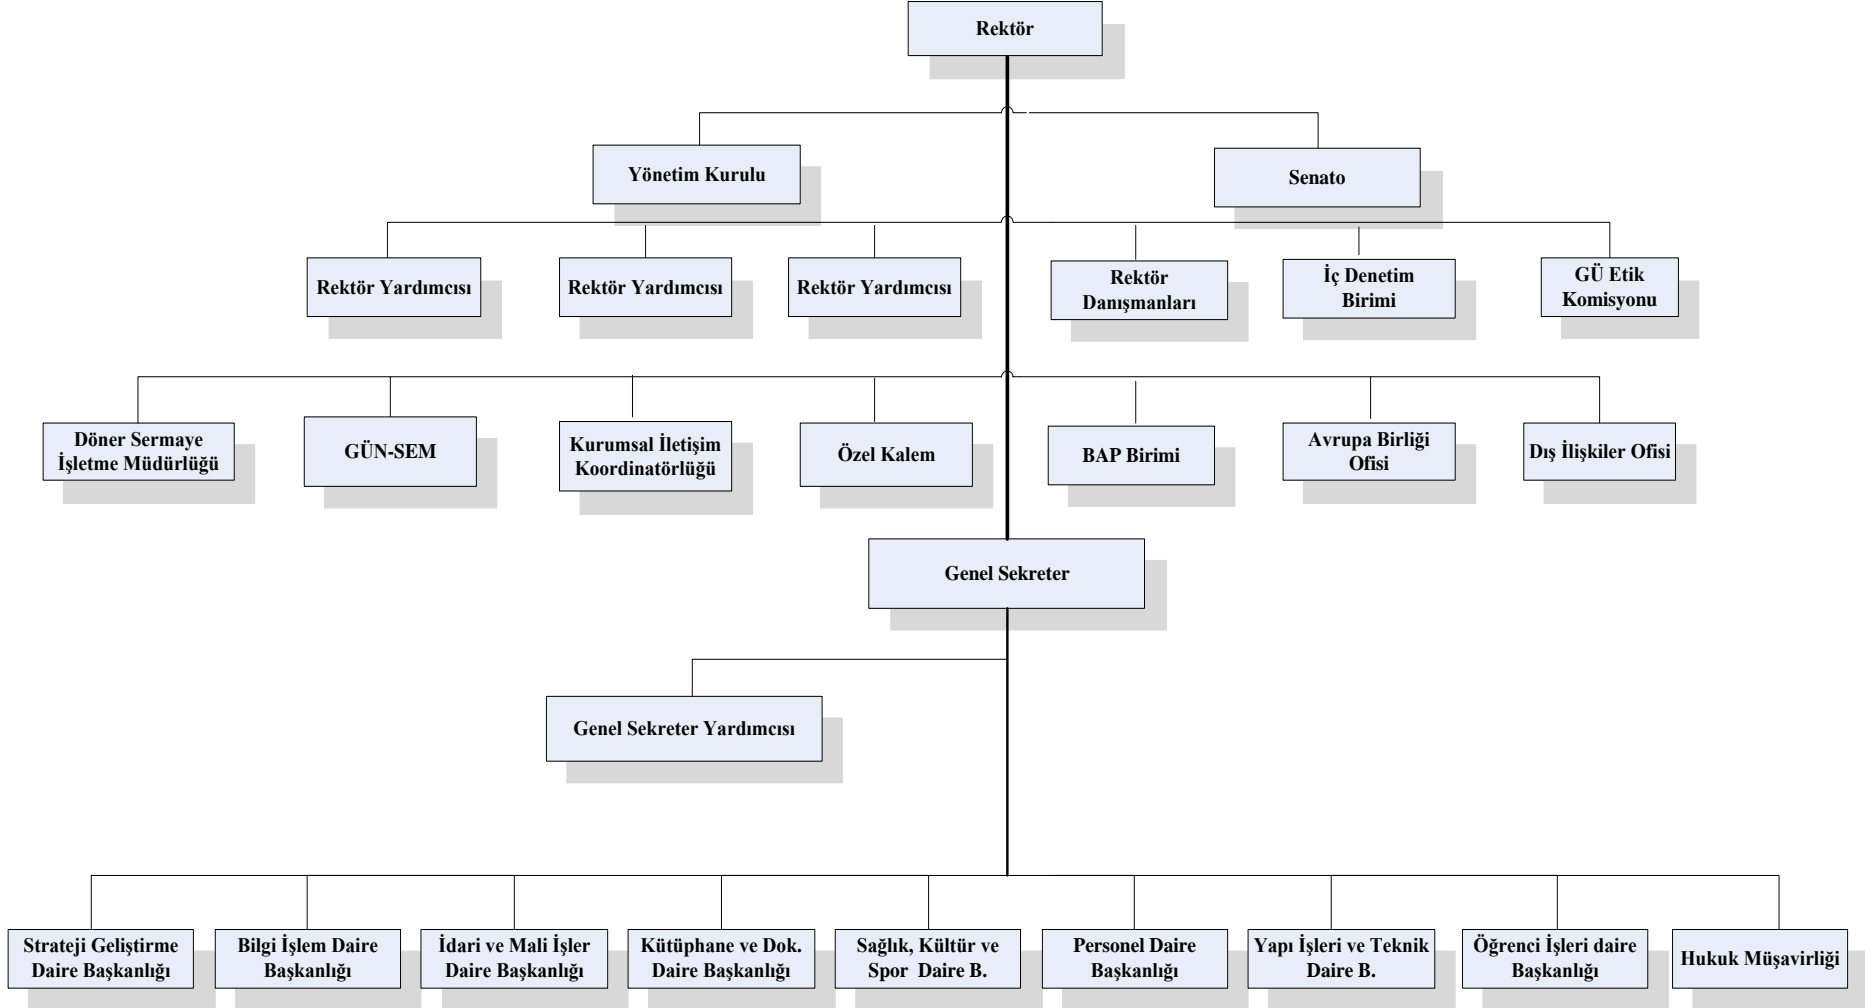 Rektör
Yönetim Kurulu
Senato
Rektör Yardımcısı
Rektör Yardımcısı
Rektör Yardımcısı
Rektör
Danışmanları
İç Denetim
Birimi
GÜ Etik
Komisyonu
Döner Sermaye
İşletme Müdürlüğü
GÜN-SEM
Kurumsal İletişim
Koordinatörlüğü
Özel Kalem
BAP Birimi
Avrupa Birliği
Ofisi
Dış İlişkiler Ofisi
Genel Sekreter
Genel Sekreter Yardımcısı
Strateji Geliştirme
Daire Başkanlığı
Bilgi İşlem Daire
Başkanlığı
İdari ve Mali İşler
Daire Başkanlığı
Kütüphane ve Dok.
Daire Başkanlığı
Sağlık, Kültür ve
Spor  Daire B.
Personel Daire
Başkanlığı
Yapı İşleri ve Teknik
Daire B.
Öğrenci İşleri daire
Başkanlığı
Hukuk Müşavirliği